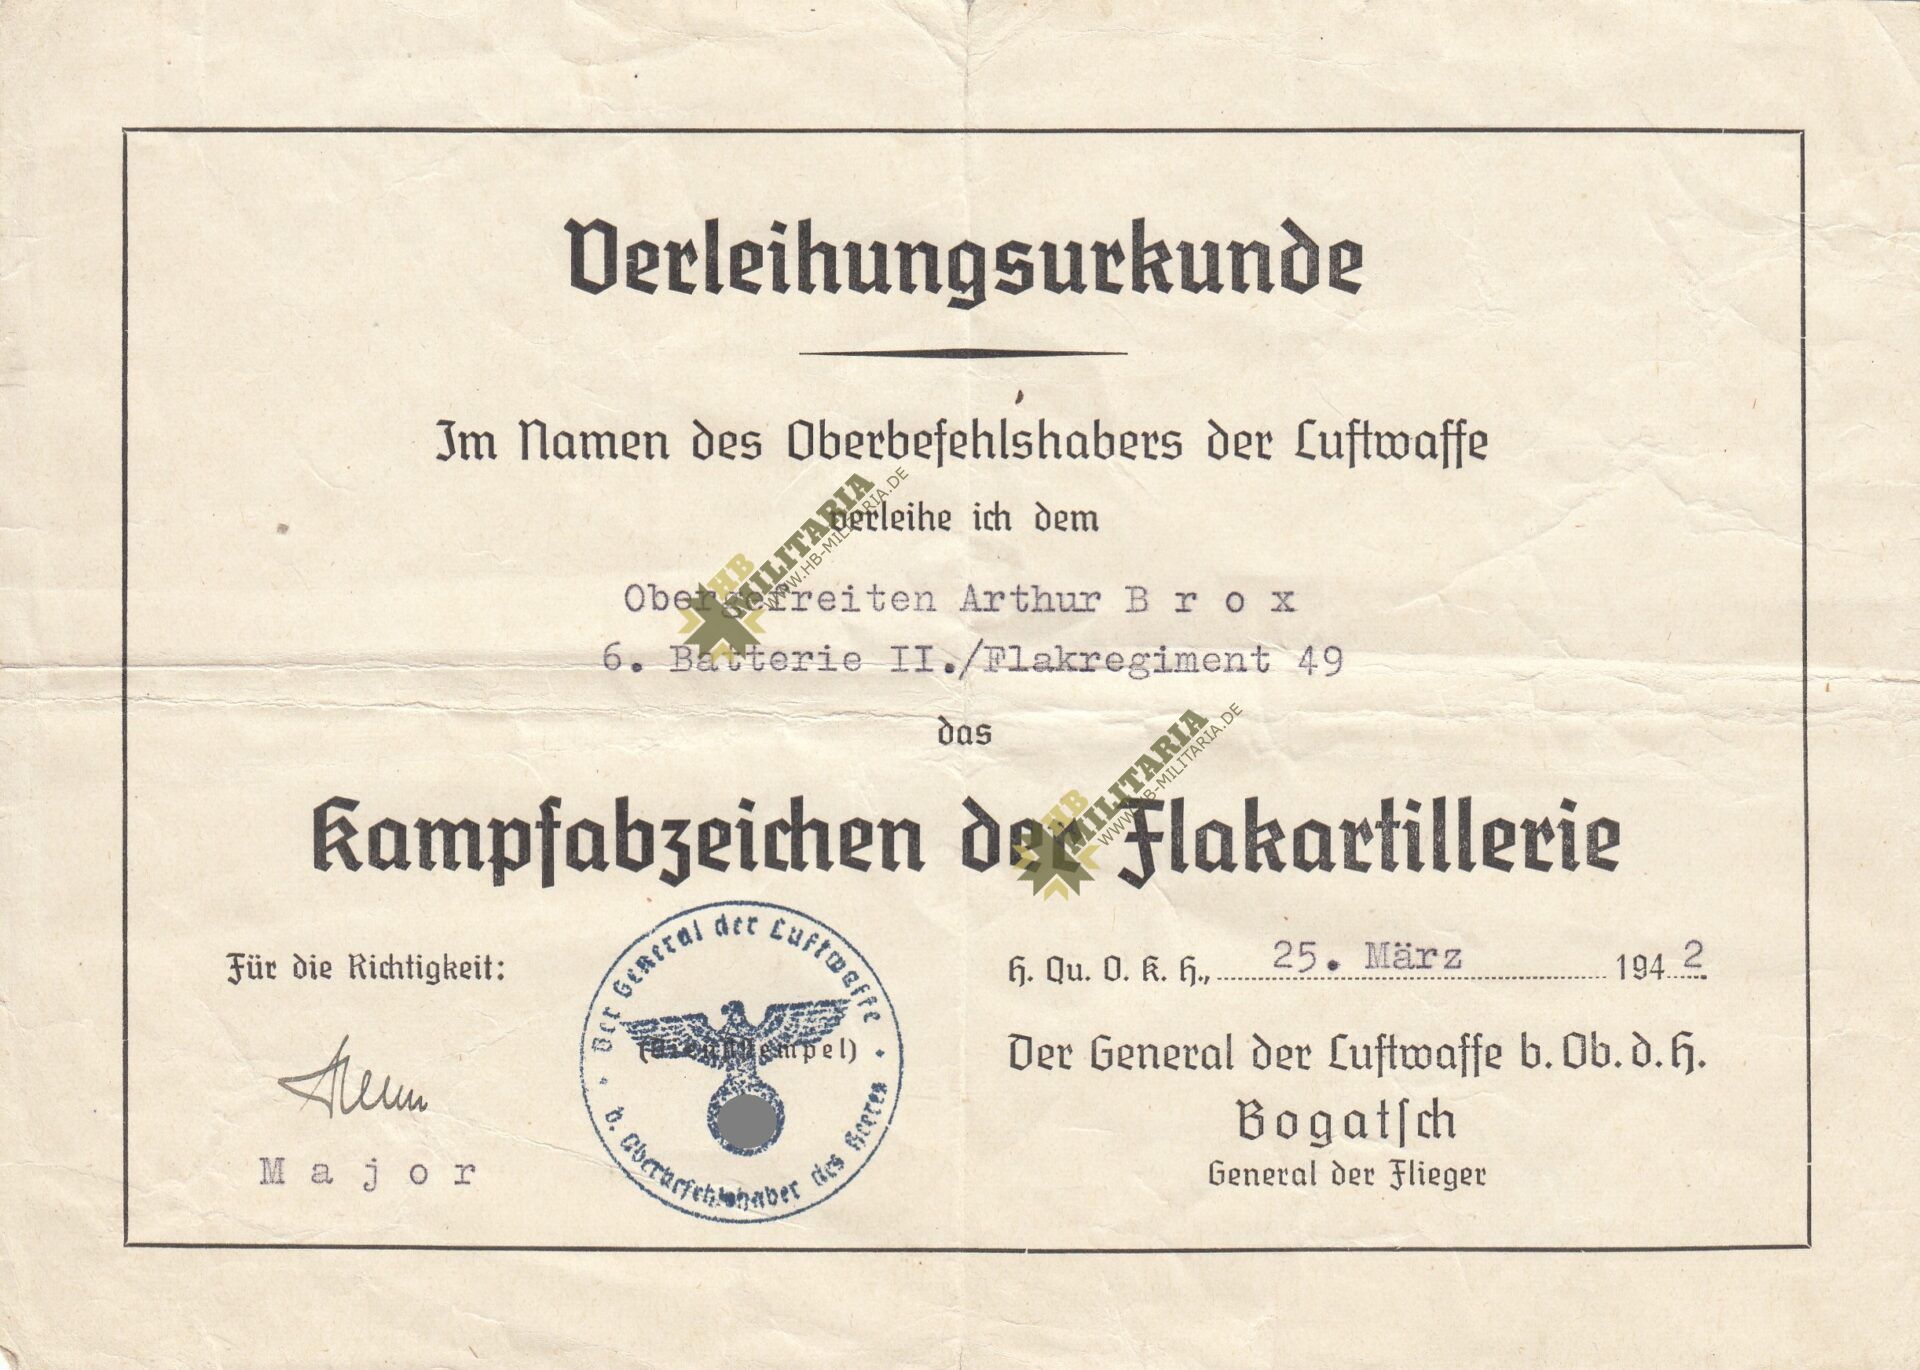 Verleihungsurkunde
Im Namen des Oberbefehlshabers der Luftwaffe
verleihe ich dem
Obergefreiten Arthur B r o x
6. Batterie II./Flakregiment 49
das
Kampfabzeichen der Flakartillerie
Für die Richtigkeit:
M a j o r
Der General der Luftwaffe
b. Oberbefehlshaber des Heeres
(Dienststempel)
H. Qu. O. K. H., 25. März 1942
Der General der Luftwaffe b. Ob. d. H.
Bogatsch
General der Flieger
HB
MILITARIA
WWW.HB-MILITARIA.DE
HB
MILITARIA
WWW.HB-MILITARIA.DE